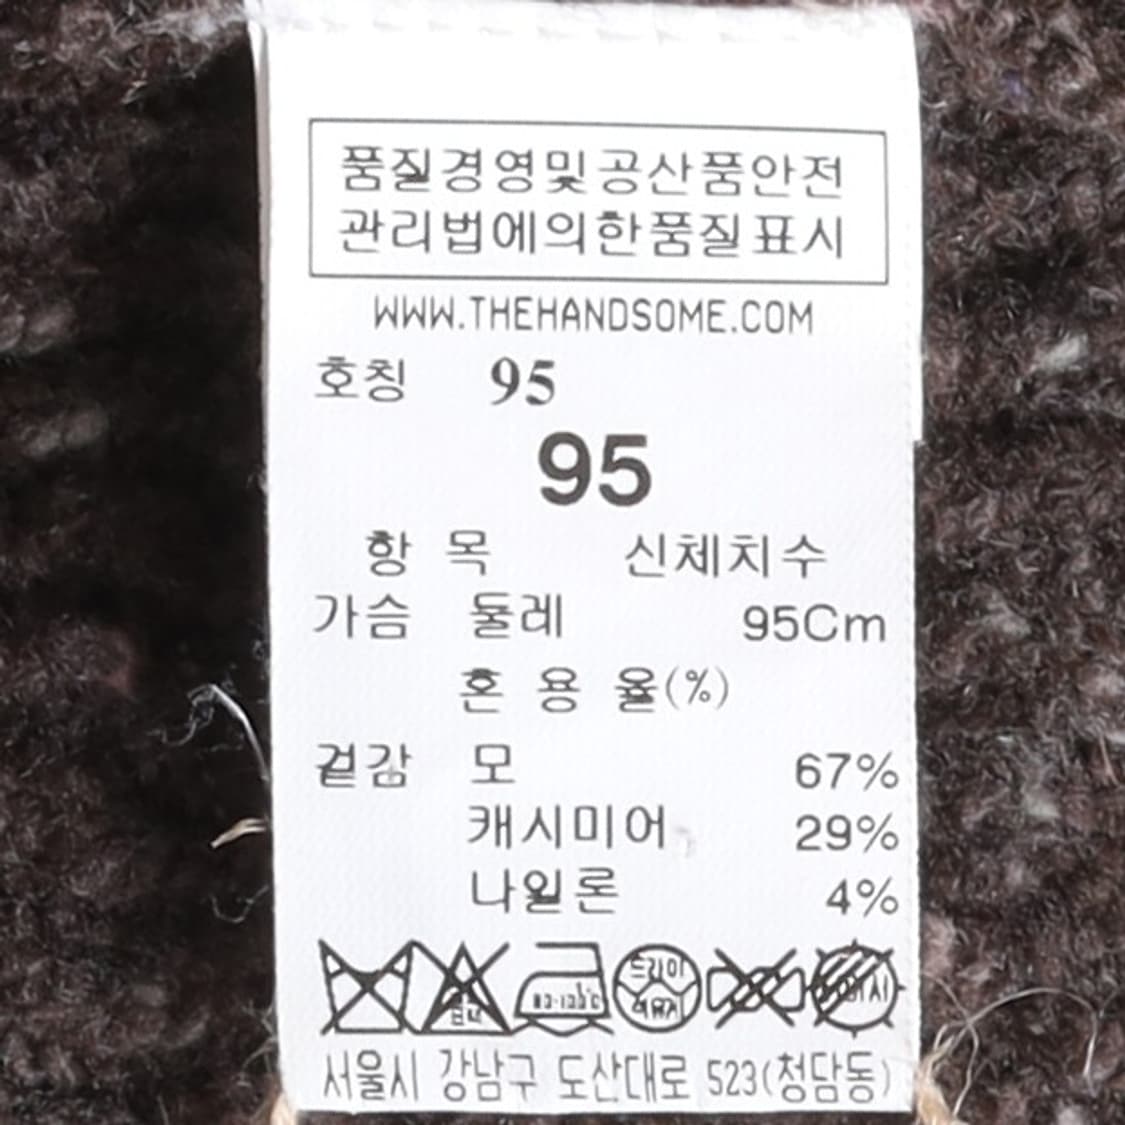 품질경영및공산품안전
관리법에의한품질표시
WWW.THEHANDSOME.COM
호칭 95
95
항 목 신체치수
가슴 둘레 95Cm
혼 용 율(%)
겉감 모 67%
캐시미어 29%
나일론 4%
드라이
서울시 강남구 도산대로 523(청담동)